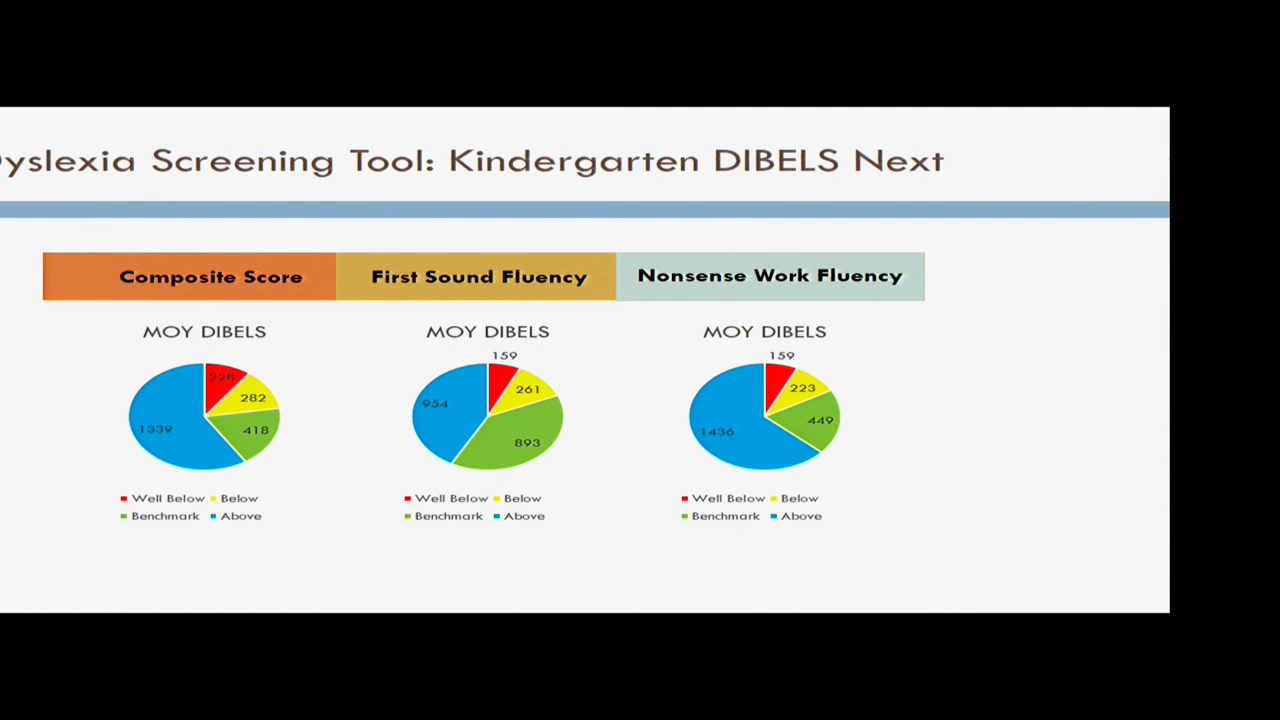 yslexia Screening Tool: Kindergarten DIBELS Next
Composite Score
First Sound Fluency
Nonsense Work Fluency
MOY DIBELS
228
282
418
1339
Well Below Below
Benchmark Above
MOY DIBELS
159
261
893
954
Well Below Below
Benchmark Above
MOY DIBELS
159
223
449
1436
Well Below Below
Benchmark Above